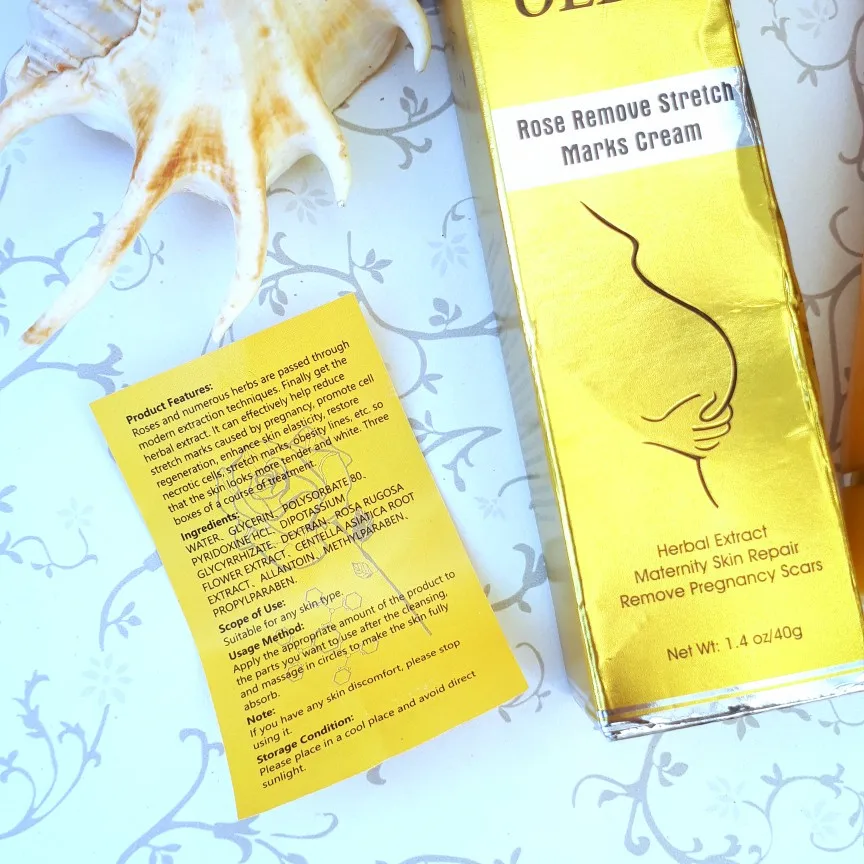 Rose Remove Stretch
Marks Cream
Herbal Extract
Maternity Skin Repair
Remove Pregnancy Scars
Net Wt: 1.4 oz/40g
Product Features:
Roses and numerous herbs are passed through
modern extraction techniques. Finally get the
herbal extract. It can effectively help reduce
stretch marks caused by pregnancy, promote cell
regeneration, enhance skin elasticity, restore
necrotic cells, stretch marks, obesity lines, etc. so
that the skin looks more tender and white. Three
boxes of a course of treatment.
Ingredients:
WATER、GLYCERIN、POLYSORBATE 80、
PYRIDOXINE HCL、DIPOTASSIUM
GLYCYRRHIZATE、DEXTRAN、ROSA RUGOSA
FLOWER EXTRACT、CENTELLA ASIATICA ROOT
EXTRACT、ALLANTOIN、METHYLPARABEN、
PROPYLPARABEN.
Scope of Use:
Suitable for any skin type.
Usage Method:
Apply the appropriate amount of the product to
the parts you want to use after the cleansing,
and massage in circles to make the skin fully
absorb.
Note:
If you have any skin discomfort, please stop
using it.
Storage Condition:
Please place in a cool place and avoid direct
sunlight.